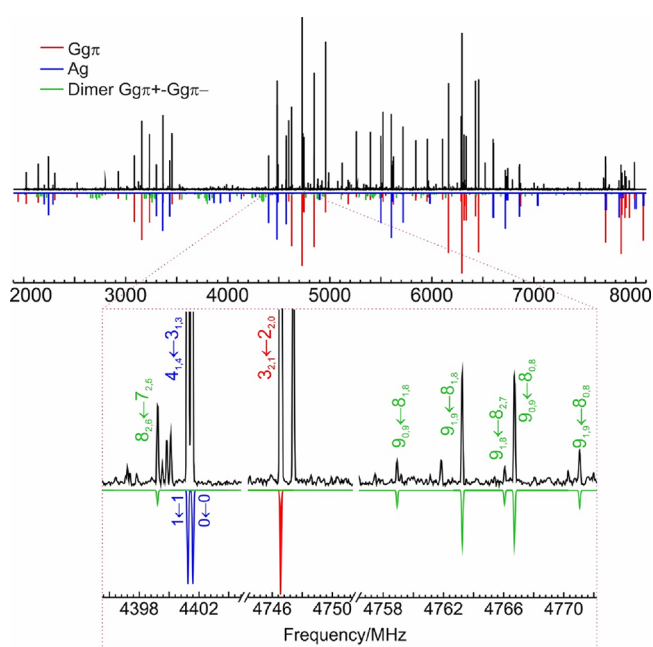 Ggπ
Ag
Dimer Ggπ+-Ggπ−
2000 3000 4000 5000 6000 7000 8000
8₂,₆←7₂,₅
4₁,₄←3₁,₃
3₂,₁←2₂,₀
9₀,₉←8₁,₈
9₁,₉←8₁,₈
9₁,₈←8₂,₇
9₀,₉←8₀,₈
9₁,₉←8₀,₈
1←1
0←0
4398 4402 4746 4750 4758 4762 4766 4770
Frequency/MHz